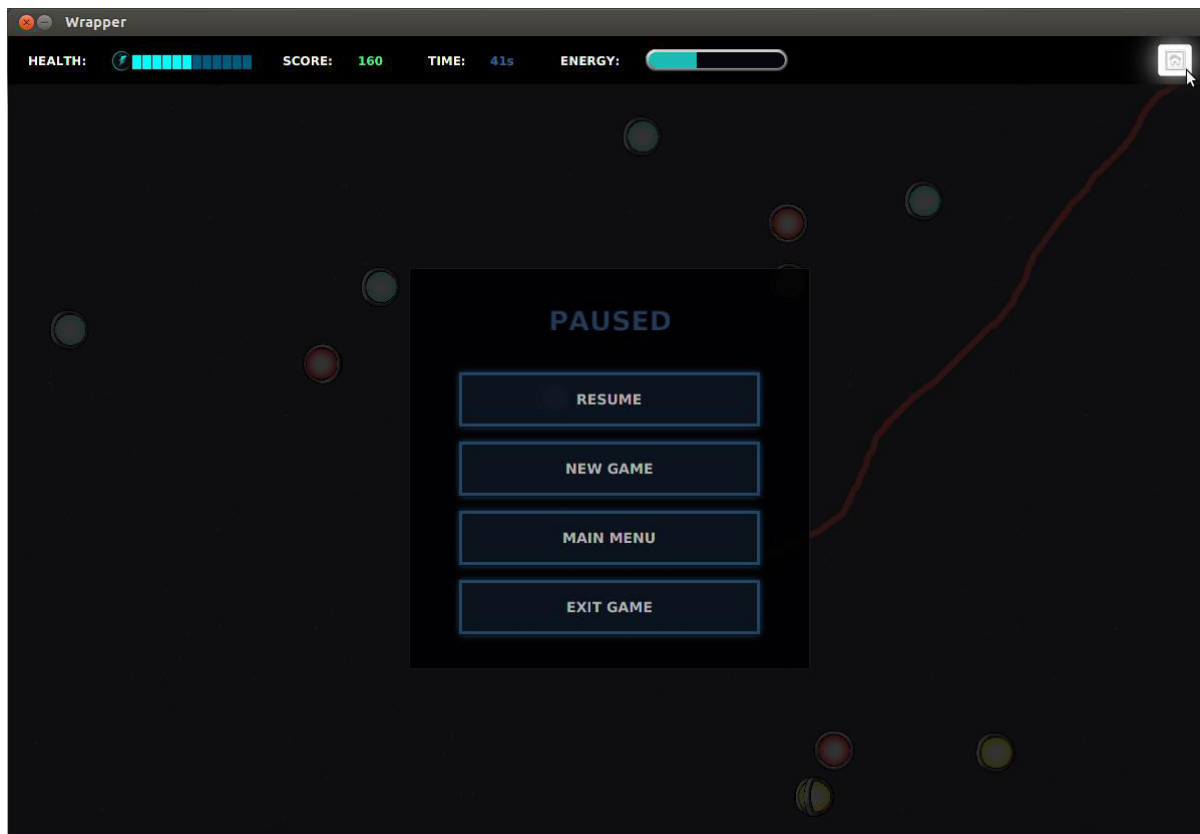 Wrapper
HEALTH: SCORE: 160 TIME: 41s ENERGY:
PAUSED
RESUME
NEW GAME
MAIN MENU
EXIT GAME